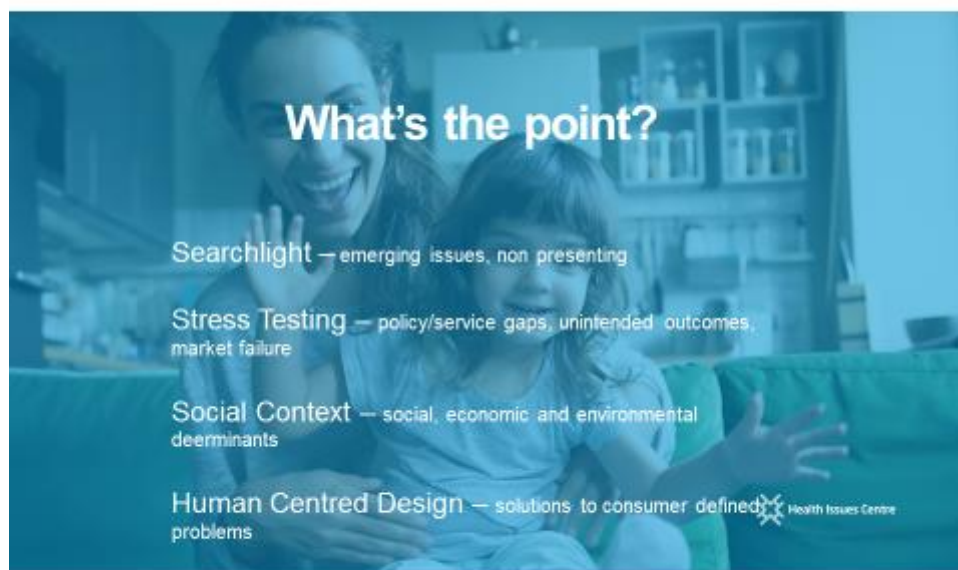 What's the point?
Searchlight – emerging issues, non presenting
Stress Testing – policy/service gaps, unintended outcomes,
market failure
Social Context – social, economic and environmental
deerminants
Human Centred Design – solutions to consumer defined
problems
Health Issues Centre